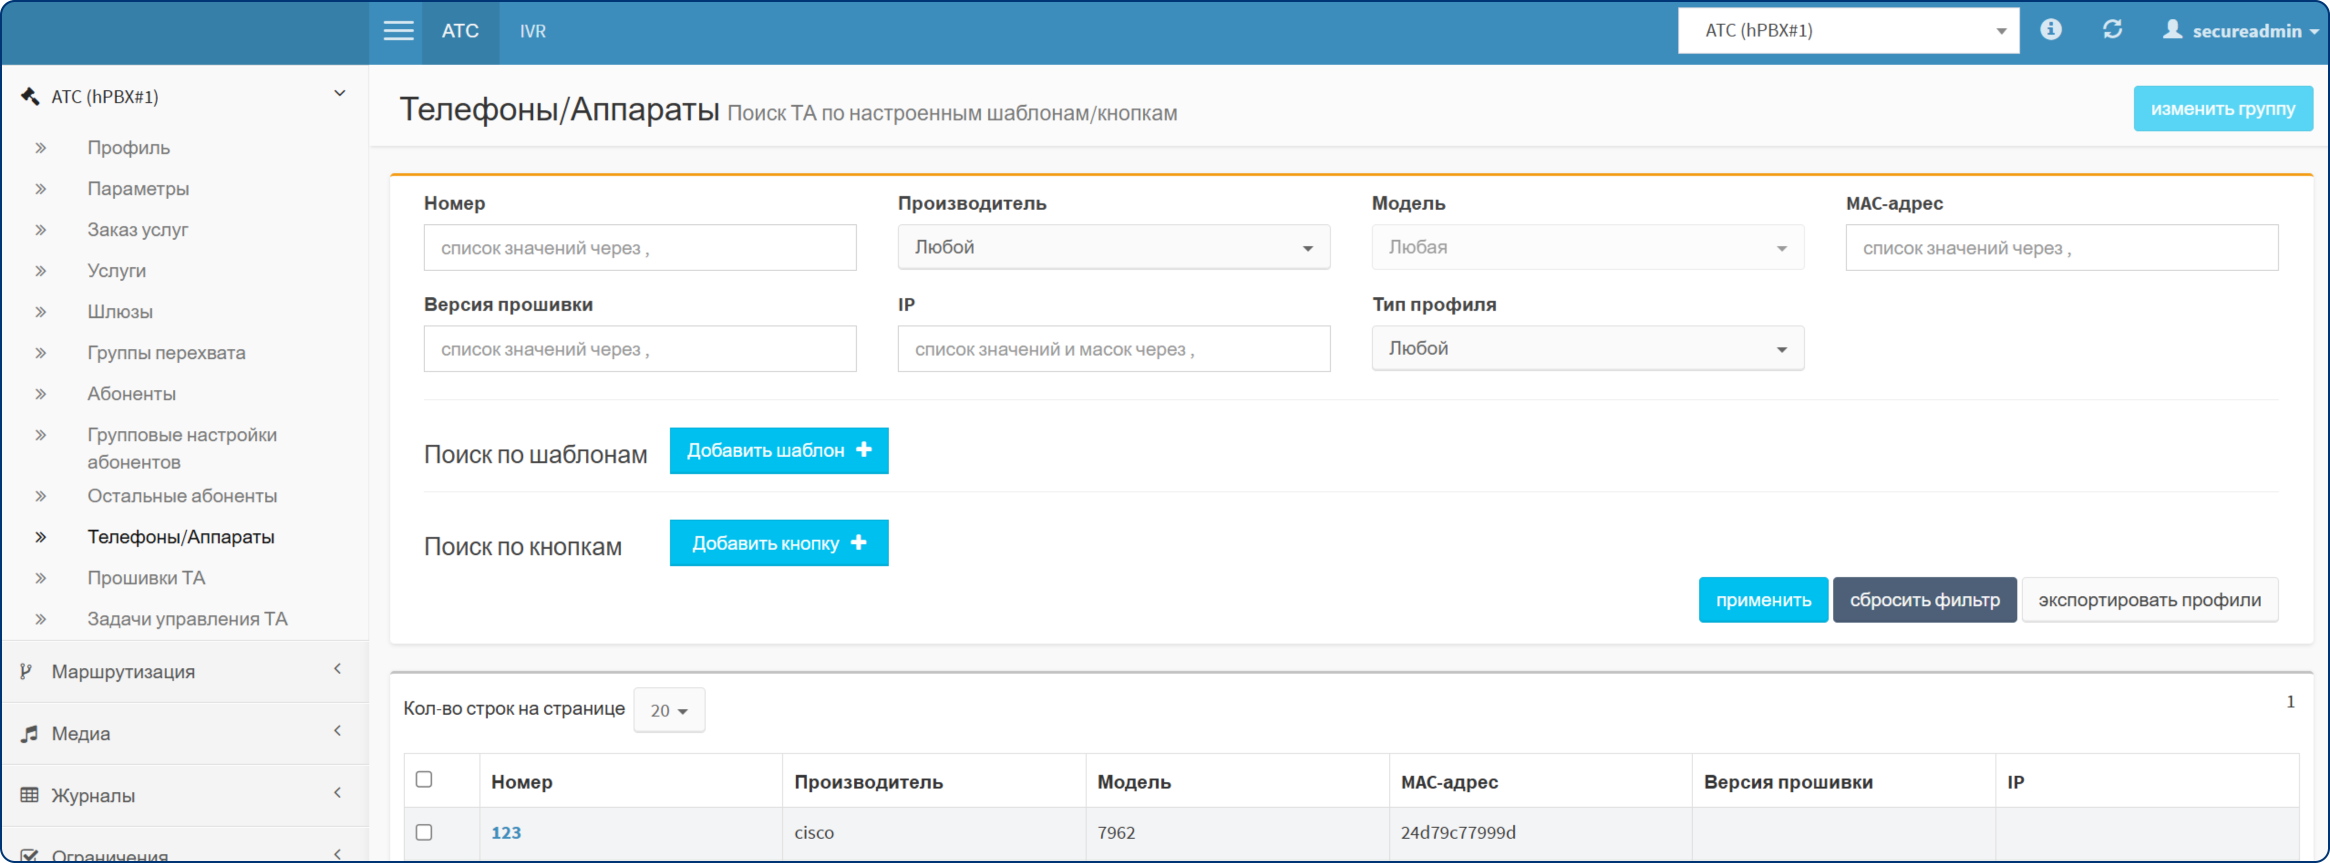 АТС
IVR
АТС (hPBX#1)
secureadmin
АТС (hPBX#1)
Профиль
Параметры
Заказ услуг
Услуги
Шлюзы
Группы перехвата
Абоненты
Групповые настройки
абонентов
Остальные абоненты
Телефоны/Аппараты
Прошивки ТА
Задачи управления ТА
Маршрутизация
Медиа
Журналы
Ограничения
Телефоны/Аппараты Поиск ТА по настроенным шаблонам/кнопкам
изменить группу
Номер
Производитель
Модель
MAC-адрес
список значений через ,
Любой
Любая
список значений через ,
Версия прошивки
IP
Тип профиля
список значений через ,
список значений и масок через ,
Любой
Поиск по шаблонам
Добавить шаблон
Поиск по кнопкам
Добавить кнопку
применить
сбросить фильтр
экспортировать профили
Кол-во строк на странице
20
1
Номер
Производитель
Модель
MAC-адрес
Версия прошивки
IP
123
cisco
7962
24d79c77999d